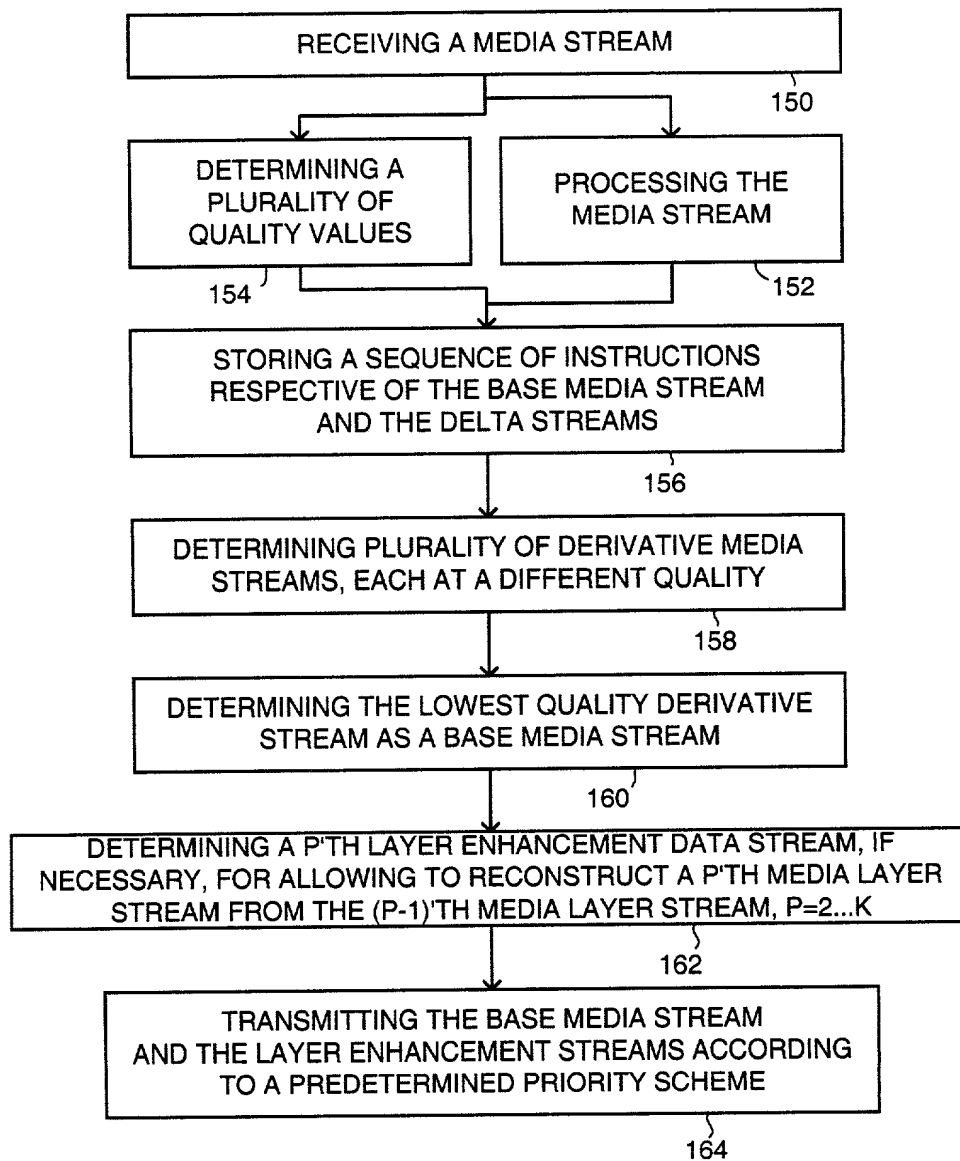 RECEIVING A MEDIA STREAM
150
DETERMINING A
PLURALITY OF
QUALITY VALUES
154
PROCESSING THE
MEDIA STREAM
152
STORING A SEQUENCE OF INSTRUCTIONS
RESPECTIVE OF THE BASE MEDIA STREAM
AND THE DELTA STREAMS
156
DETERMINING PLURALITY OF DERIVATIVE MEDIA
STREAMS, EACH AT A DIFFERENT QUALITY
158
DETERMINING THE LOWEST QUALITY DERIVATIVE
STREAM AS A BASE MEDIA STREAM
160
DETERMINING A P'TH LAYER ENHANCEMENT DATA STREAM, IF
NECESSARY, FOR ALLOWING TO RECONSTRUCT A P'TH MEDIA LAYER
STREAM FROM THE (P-1)'TH MEDIA LAYER STREAM, P=2...K
162
TRANSMITTING THE BASE MEDIA STREAM
AND THE LAYER ENHANCEMENT STREAMS ACCORDING
TO A PREDETERMINED PRIORITY SCHEME
164